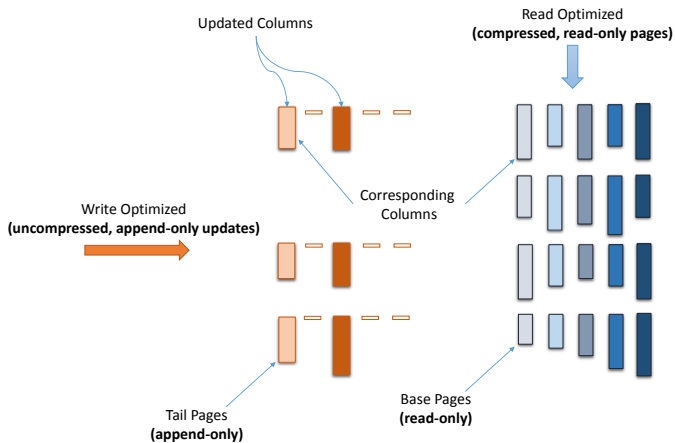 Read Optimized
(compressed, read-only pages)
Updated Columns
Corresponding
Columns
Write Optimized
(uncompressed, append-only updates)
Tail Pages
(append-only)
Base Pages
(read-only)